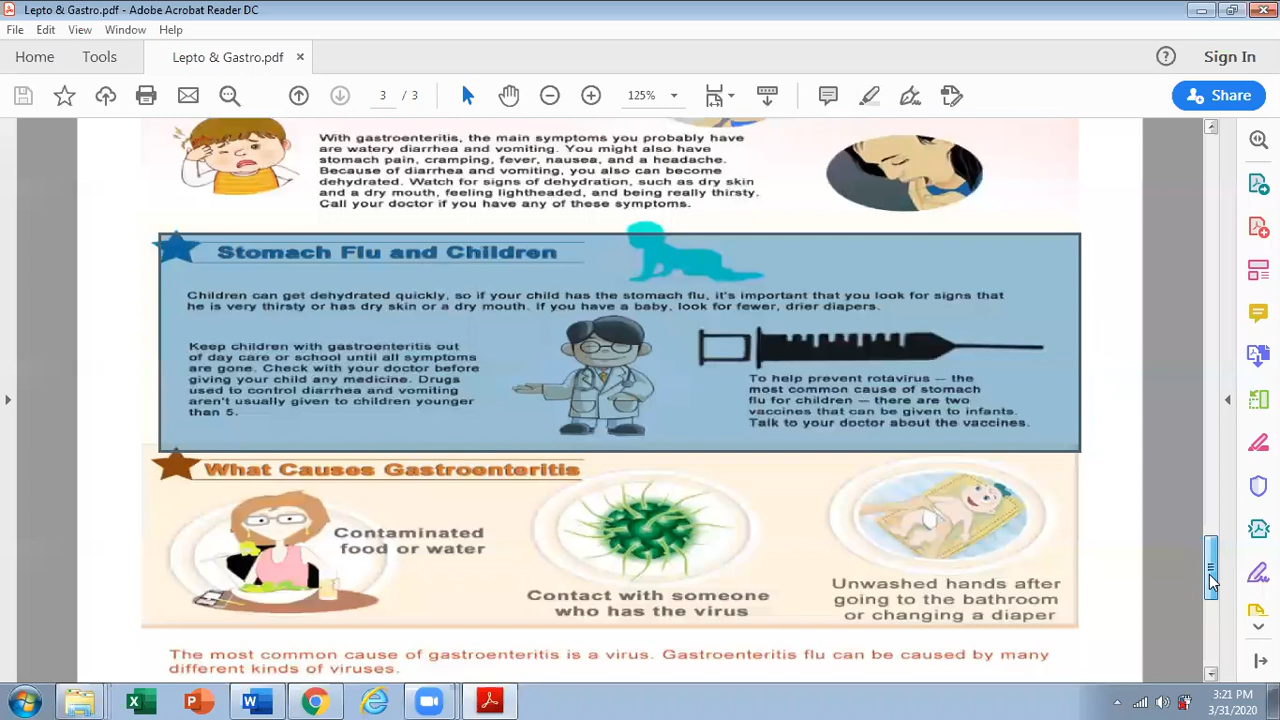 Lepto & Gastro.pdf - Adobe Acrobat Reader DC
File Edit View Window Help
Home Tools Lepto & Gastro.pdf × Sign In
3 / 3 125% Share
With gastroenteritis, the main symptoms you probably have
are watery diarrhea and vomiting. You might also have
stomach pain, cramping, fever, nausea, and a headache.
Because of diarrhea and vomiting, you also can become
dehydrated. Watch for signs of dehydration, such as dry skin
and a dry mouth, feeling lightheaded, and being really thirsty.
Call your doctor if you have any of these symptoms.
Stomach Flu and Children
Children can get dehydrated quickly, so if your child has the stomach flu, it's important that you look for signs that
he is very thirsty or has dry skin or a dry mouth. If you have a baby, look for fewer, drier diapers.
Keep children with gastroenteritis out
of day care or school until all symptoms
are gone. Check with your doctor before
giving your child any medicine. Drugs
used to control diarrhea and vomiting
aren't usually given to children younger
than 5.
To help prevent rotavirus — the
most common cause of stomach
flu for children — there are two
vaccines that can be given to infants.
Talk to your doctor about the vaccines.
What Causes Gastroenteritis
Contaminated
food or water
Contact with someone
who has the virus
Unwashed hands after
going to the bathroom
or changing a diaper
The most common cause of gastroenteritis is a virus. Gastroenteritis flu can be caused by many
different kinds of viruses.
3:21 PM
3/31/2020